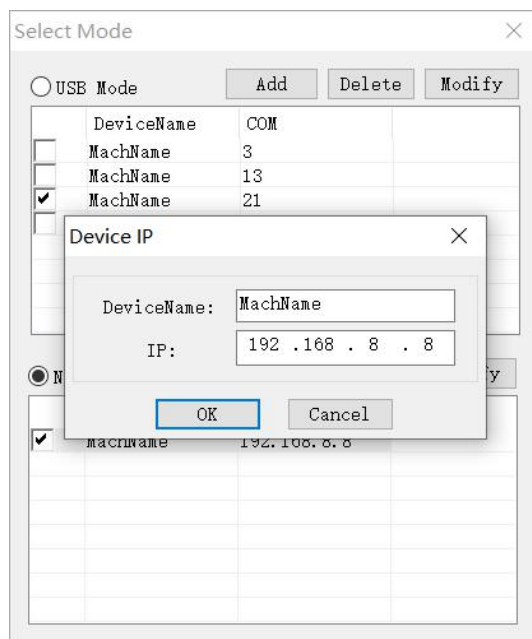 Select Mode
USB Mode Add Delete Modify
DeviceName COM
MachName 3
MachName 13
MachName 21
Device IP
DeviceName: MachName
IP: 192 .168 . 8 . 8
OK Cancel
MachName 192.168.8.8